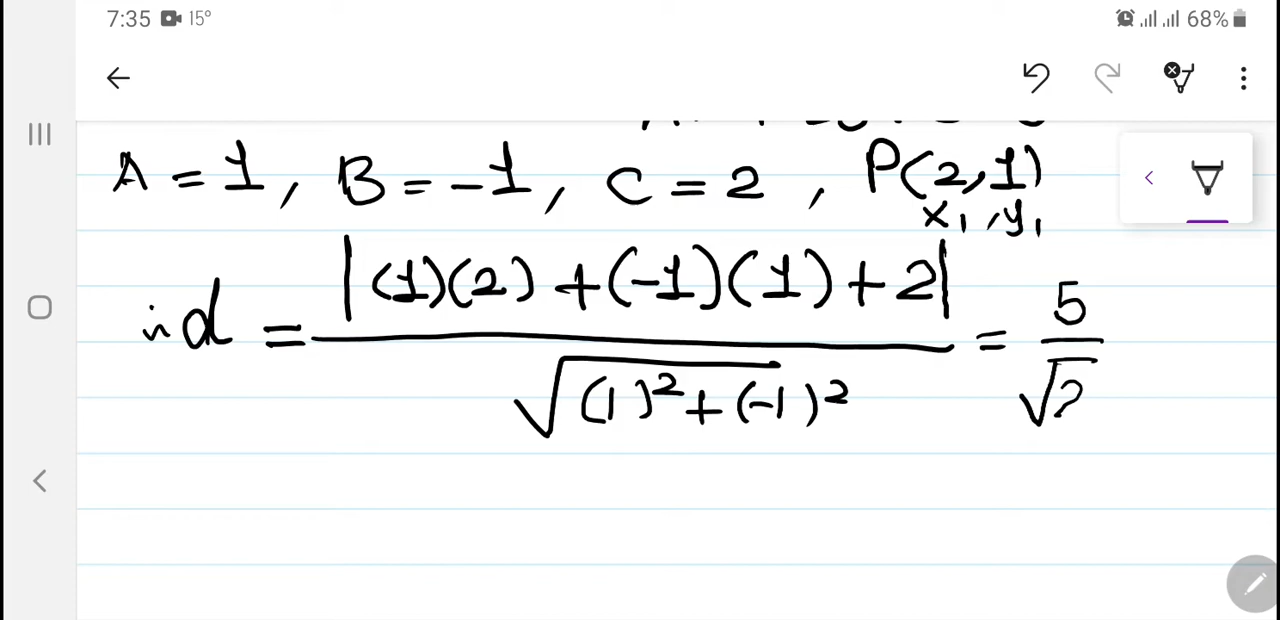 7:35 15° 68%
A = 1, B = -1, C = 2, P(2,1)
x₁, y₁
d = |(1)(2) + (-1)(1) + 2| / √(1)² + (-1)² = 5/√2